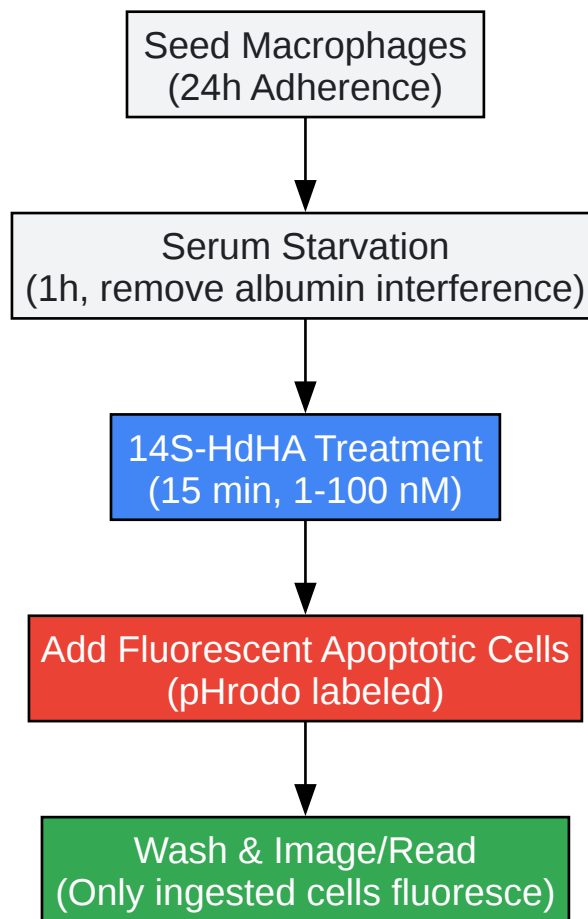 Seed Macrophages
(24h Adherence)
Serum Starvation
(1h, remove albumin interference)
14S-HdHA Treatment
(15 min, 1-100 nM)
Add Fluorescent Apoptotic Cells
(pHrodo labeled)
Wash & Image/Read
(Only ingested cells fluoresce)